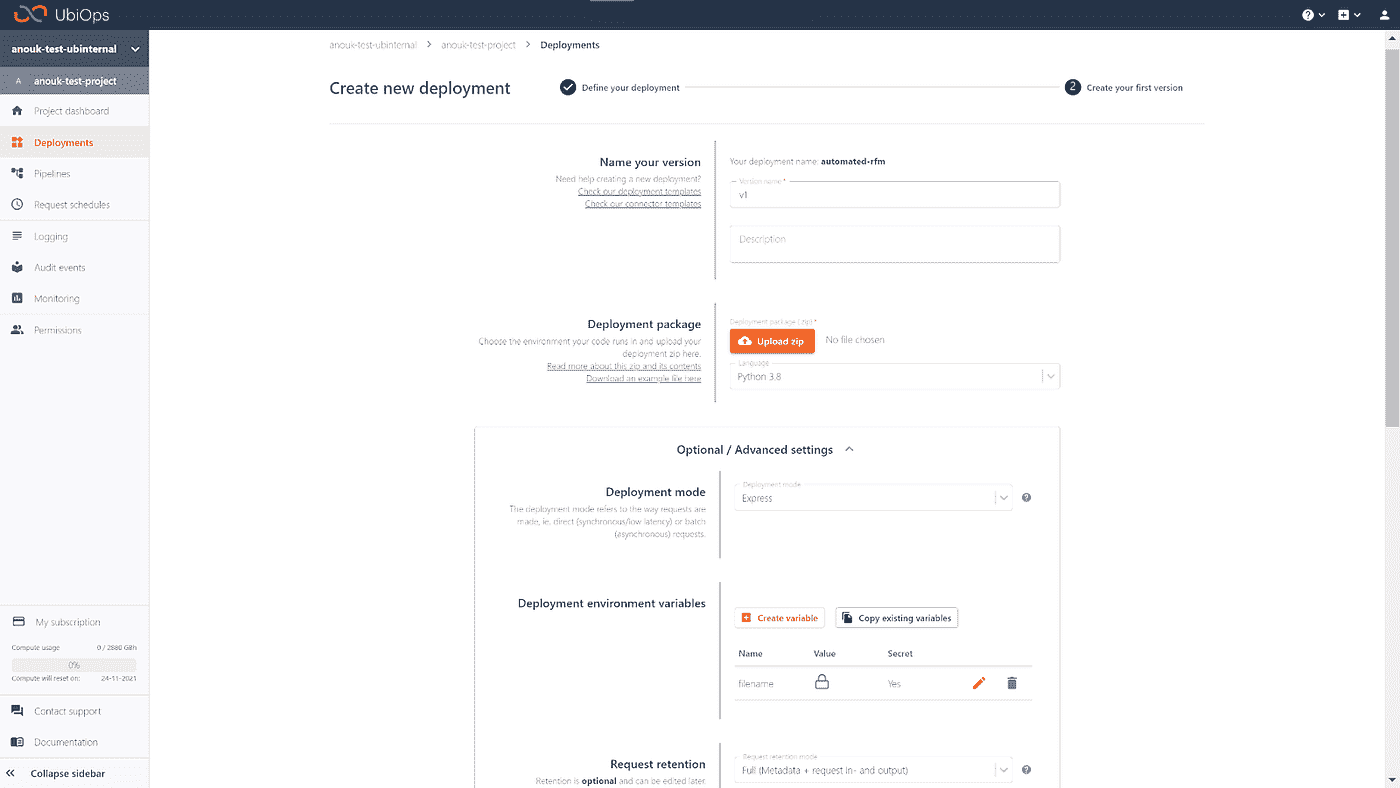 UbiOps
anouk-test-ubinternal
A anouk-test-project
Project dashboard
Deployments
Pipelines
Request schedules
Logging
Audit events
Monitoring
Permissions
My subscription
Compute usage 0 / 2880 GBh
0%
Compute will reset on: 24-11-2021
Contact support
Documentation
Collapse sidebar
anouk-test-ubinternal > anouk-test-project > Deployments
Create new deployment
Define your deployment
2 Create your first version
Name your version
Need help creating a new deployment?
Check our deployment templates
Check our connector templates
Your deployment name: automated-rfm
Version name *
v1
Description
Deployment package
Choose the environment your code runs in and upload your
deployment zip here.
Read more about this zip and its contents
Download an example file here
Deployment package (zip) *
Upload zip No file chosen
Language
Python 3.8
Optional / Advanced settings
Deployment mode
The deployment mode refers to the way requests are
made, ie. direct (synchronous/low latency) or batch
(asynchronous) requests.
Deployment mode
Express
Deployment environment variables
Create variable Copy existing variables
Name Value Secret
filename Yes
Request retention
Retention is optional and can be edited later.
Request retention mode
Full (Metadata + request in- and output)